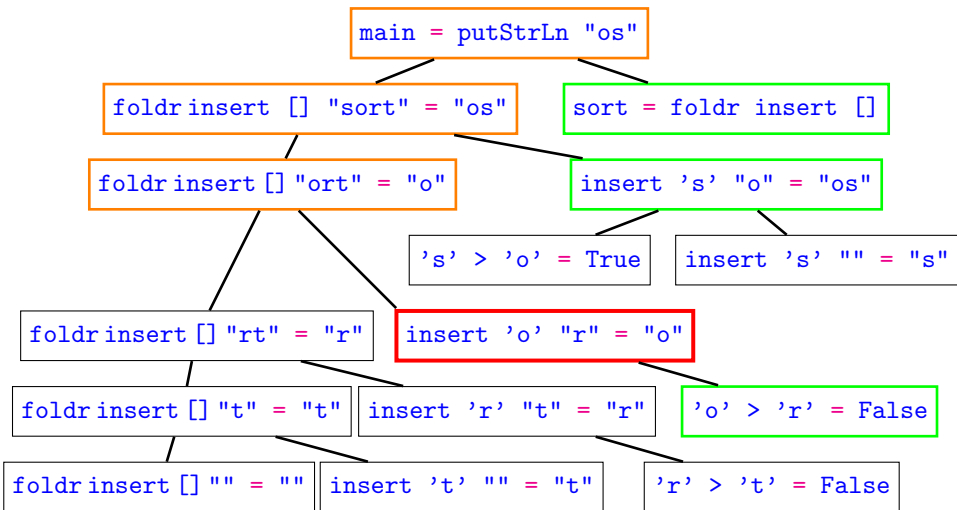 main = putStrLn "os"
foldr insert [] "sort" = "os"
sort = foldr insert []
foldr insert [] "ort" = "o"
insert 's' "o" = "os"
's' > 'o' = True
insert 's' "" = "s"
foldr insert [] "rt" = "r"
insert 'o' "r" = "o"
foldr insert [] "t" = "t"
insert 'r' "t" = "r"
'o' > 'r' = False
foldr insert [] "" = ""
insert 't' "" = "t"
'r' > 't' = False